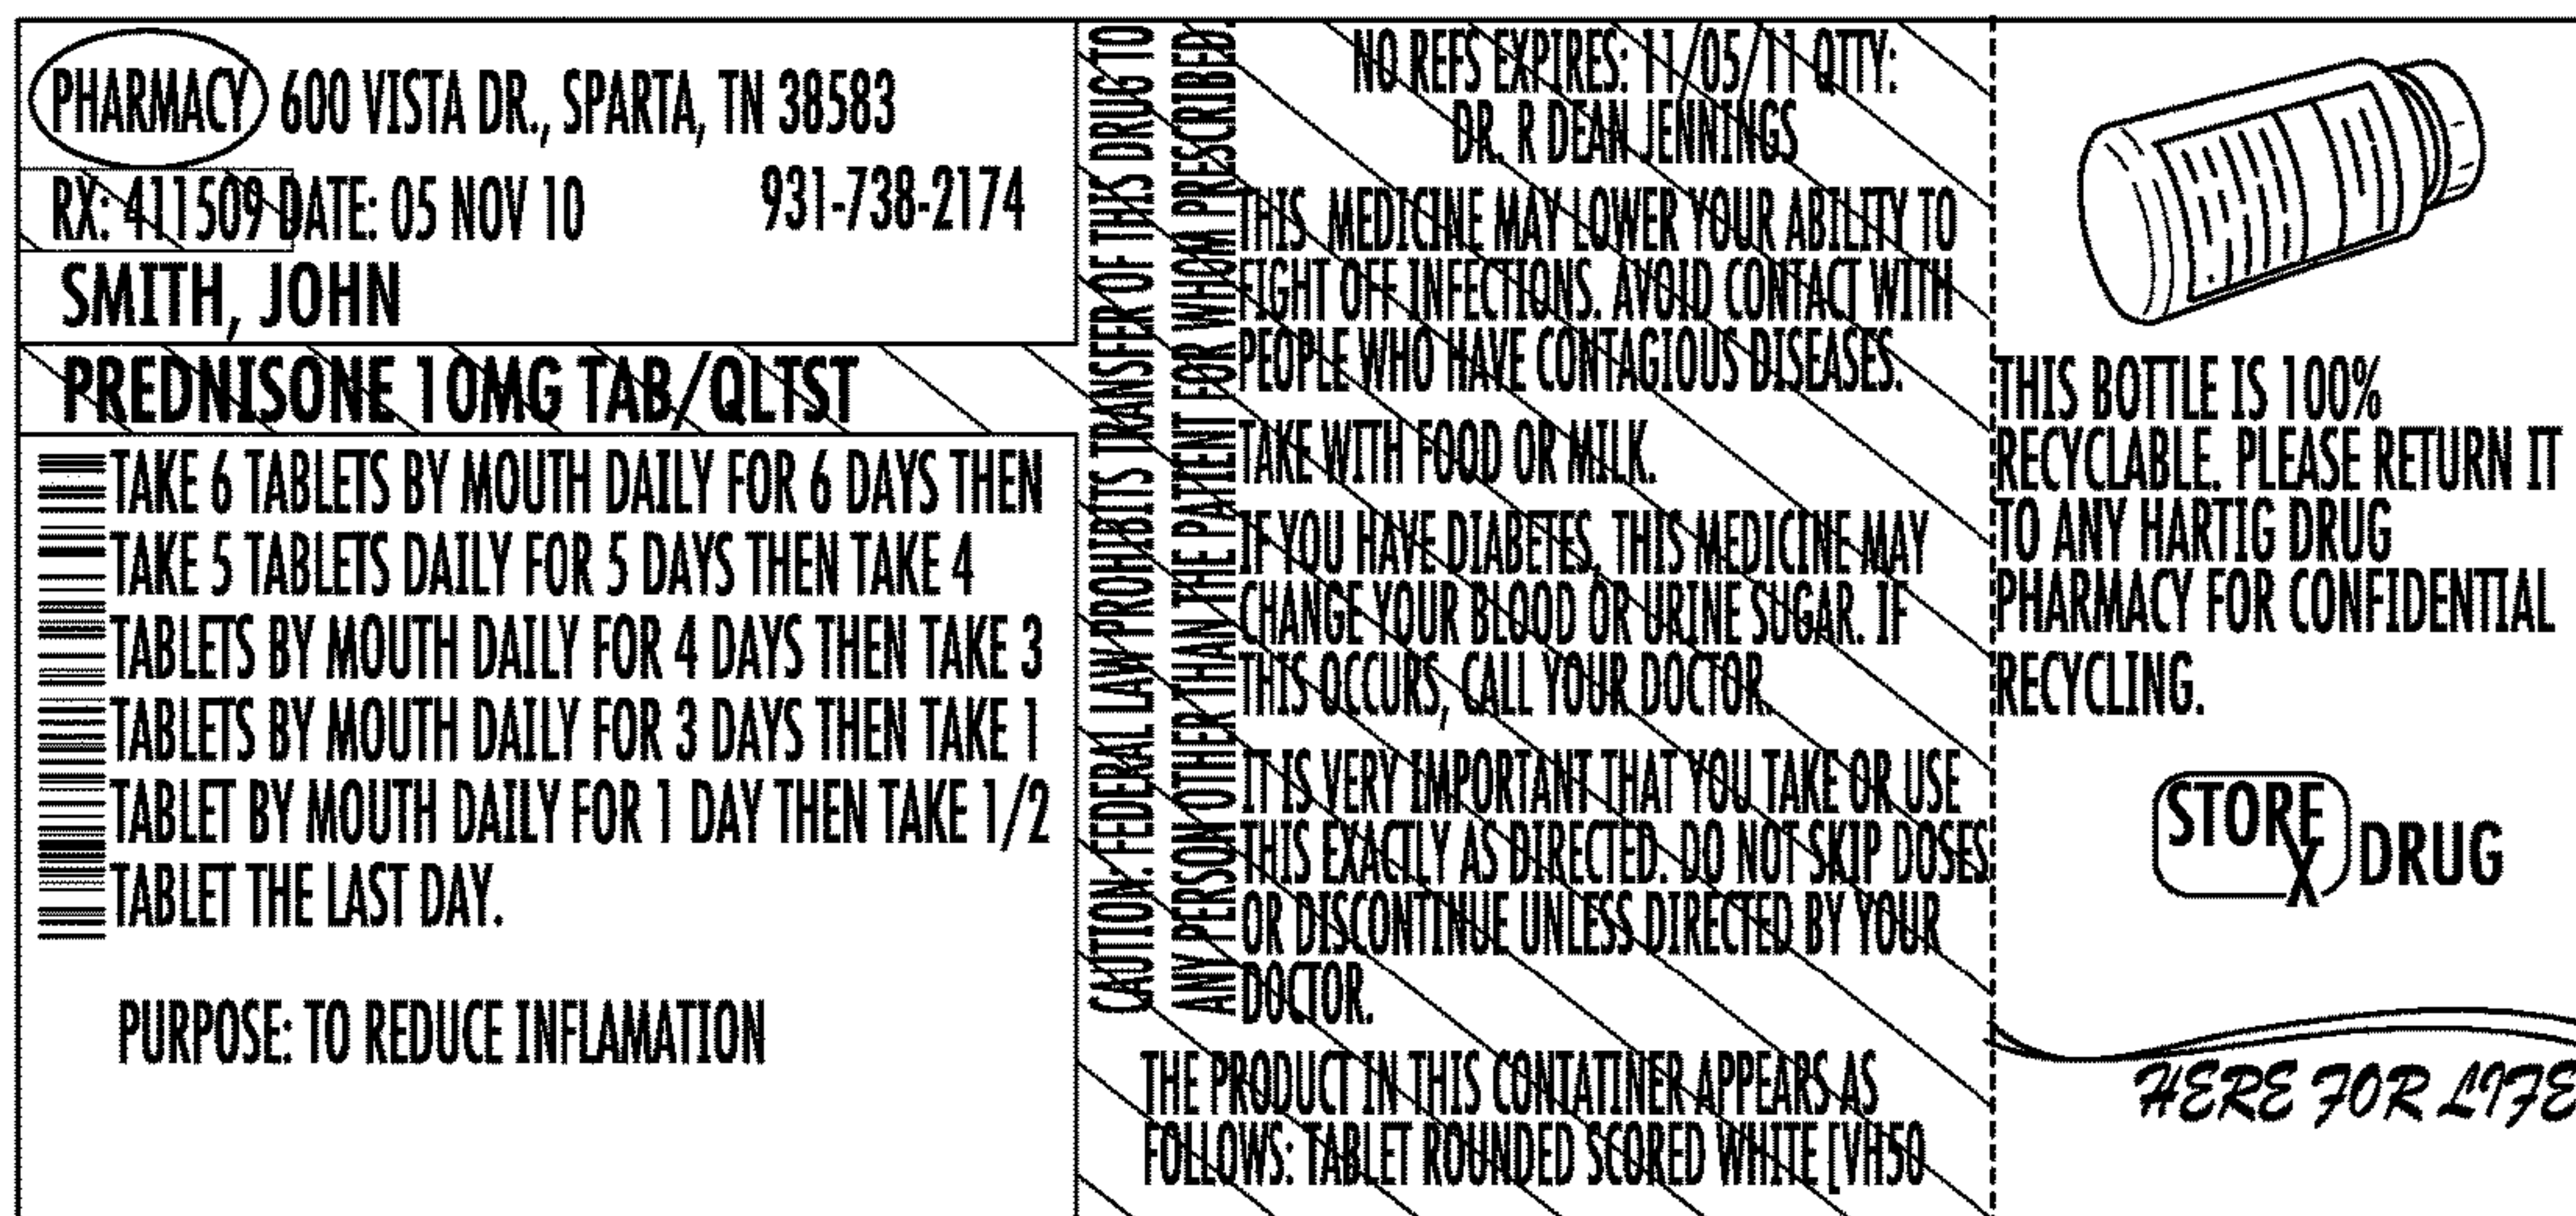 PHARMACY 600 VISTA DR., SPARTA, TN 38583
RX: 411509 DATE: 05 NOV 10 931-738-2174
SMITH, JOHN
PREDNISONE 10MG TAB/QLTST
TAKE 6 TABLETS BY MOUTH DAILY FOR 6 DAYS THEN
TAKE 5 TABLETS DAILY FOR 5 DAYS THEN TAKE 4
TABLETS BY MOUTH DAILY FOR 4 DAYS THEN TAKE 3
TABLETS BY MOUTH DAILY FOR 3 DAYS THEN TAKE 1
TABLET BY MOUTH DAILY FOR 1 DAY THEN TAKE 1/2
TABLET THE LAST DAY.
PURPOSE: TO REDUCE INFLAMATION
CAUTION: FEDERAL LAW PROHIBITS TRANSFER OF THIS DRUG TO
ANY PERSON OTHER THAN THE PATIENT FOR WHOM PRESCRIBED.
NO REFS EXPIRES: 11/05/11 QTTY:
DR. R DEAN JENNINGS
THIS MEDICINE MAY LOWER YOUR ABILITY TO
FIGHT OFF INFECTIONS. AVOID CONTACT WITH
PEOPLE WHO HAVE CONTAGIOUS DISEASES.
TAKE WITH FOOD OR MILK.
IF YOU HAVE DIABETES, THIS MEDICINE MAY
CHANGE YOUR BLOOD OR URINE SUGAR. IF
THIS OCCURS, CALL YOUR DOCTOR.
IT IS VERY IMPORTANT THAT YOU TAKE OR USE
THIS EXACTLY AS DIRECTED. DO NOT SKIP DOSES
OR DISCONTINUE UNLESS DIRECTED BY YOUR
DOCTOR.
THE PRODUCT IN THIS CONTATINER APPEARS AS
FOLLOWS: TABLET ROUNDED SCORED WHITE [VH50
THIS BOTTLE IS 100%
RECYCLABLE. PLEASE RETURN IT
TO ANY HARTIG DRUG
PHARMACY FOR CONFIDENTIAL
RECYCLING.
STORE
X DRUG
HERE FOR LIFE